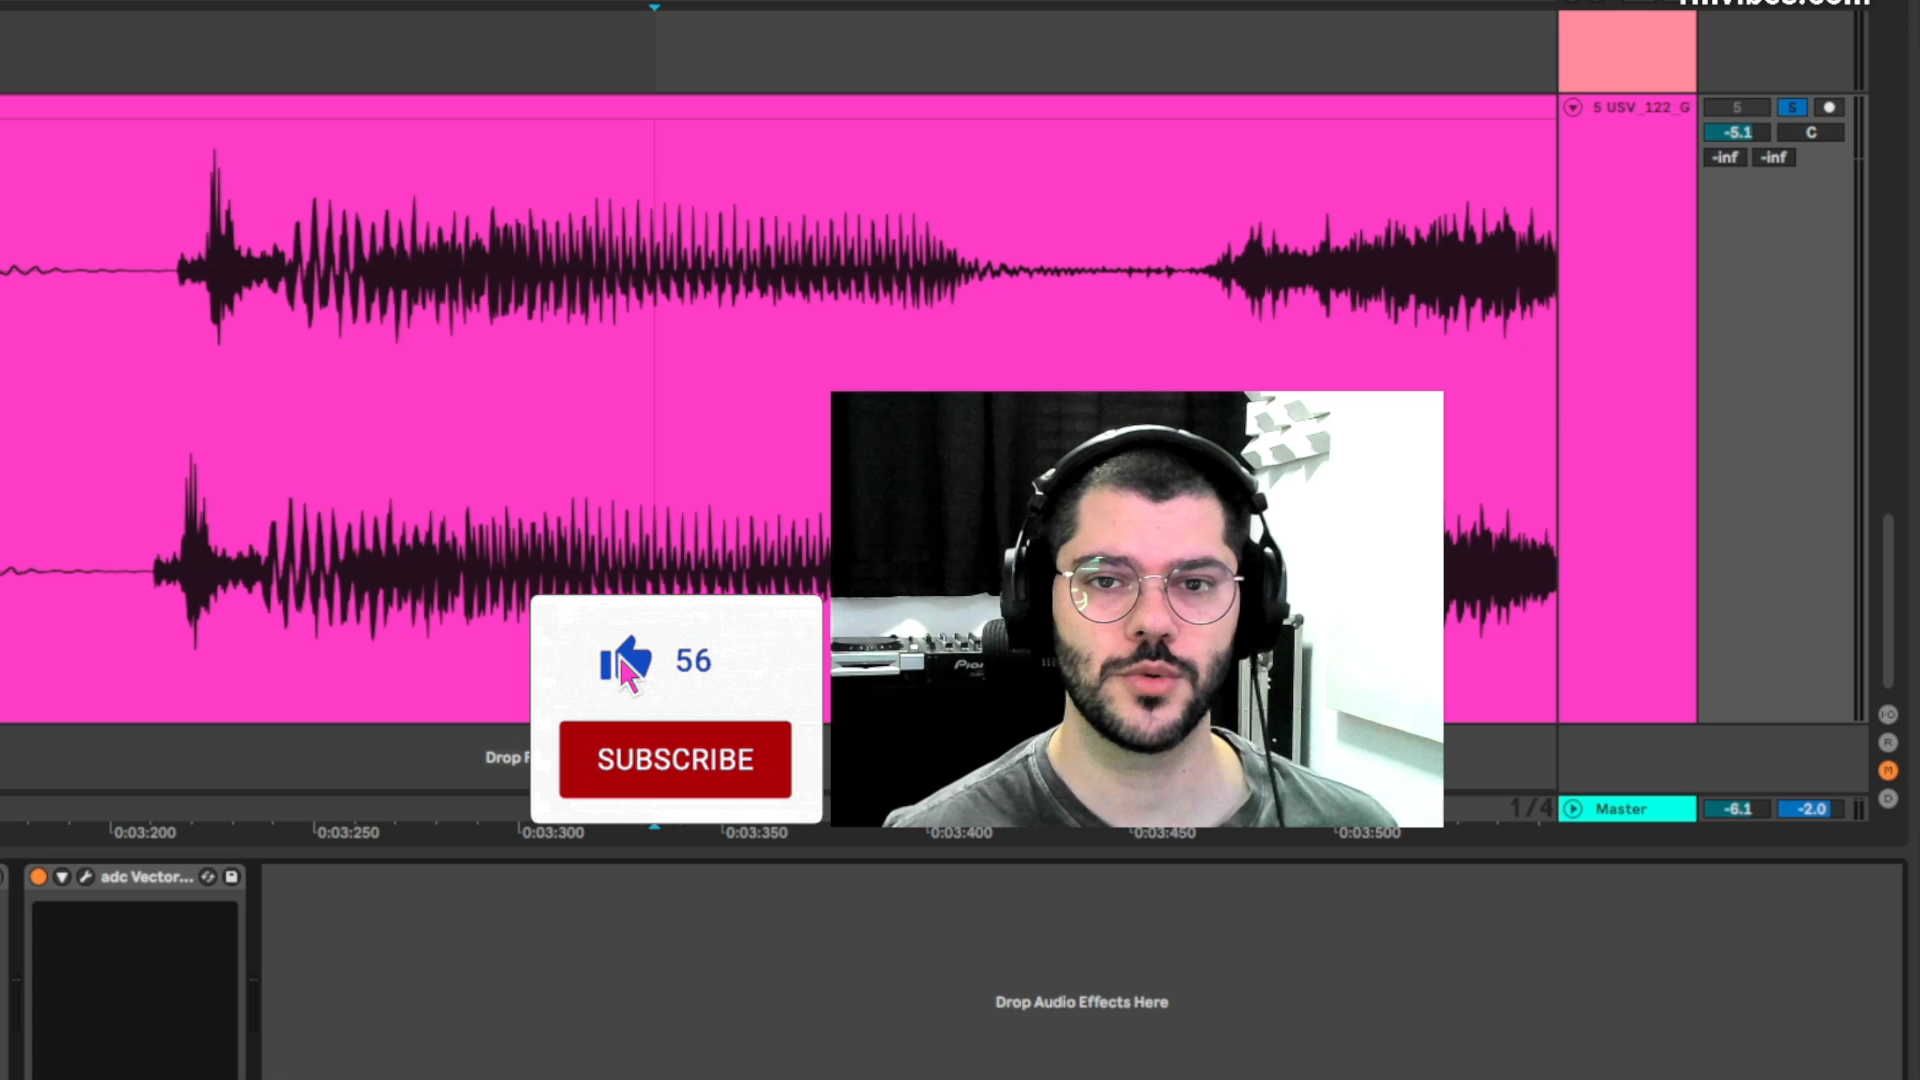 5 USV_122_G
5
S
-5.1
C
-inf
-inf
56
SUBSCRIBE
Drop
1/4
Master
-6.1
-2.0
0:03:200
0:03:250
0:03:300
0:03:350
0:03:400
0:03:450
0:03:500
I·O
R
M
D
adc Vector...
Drop Audio Effects Here